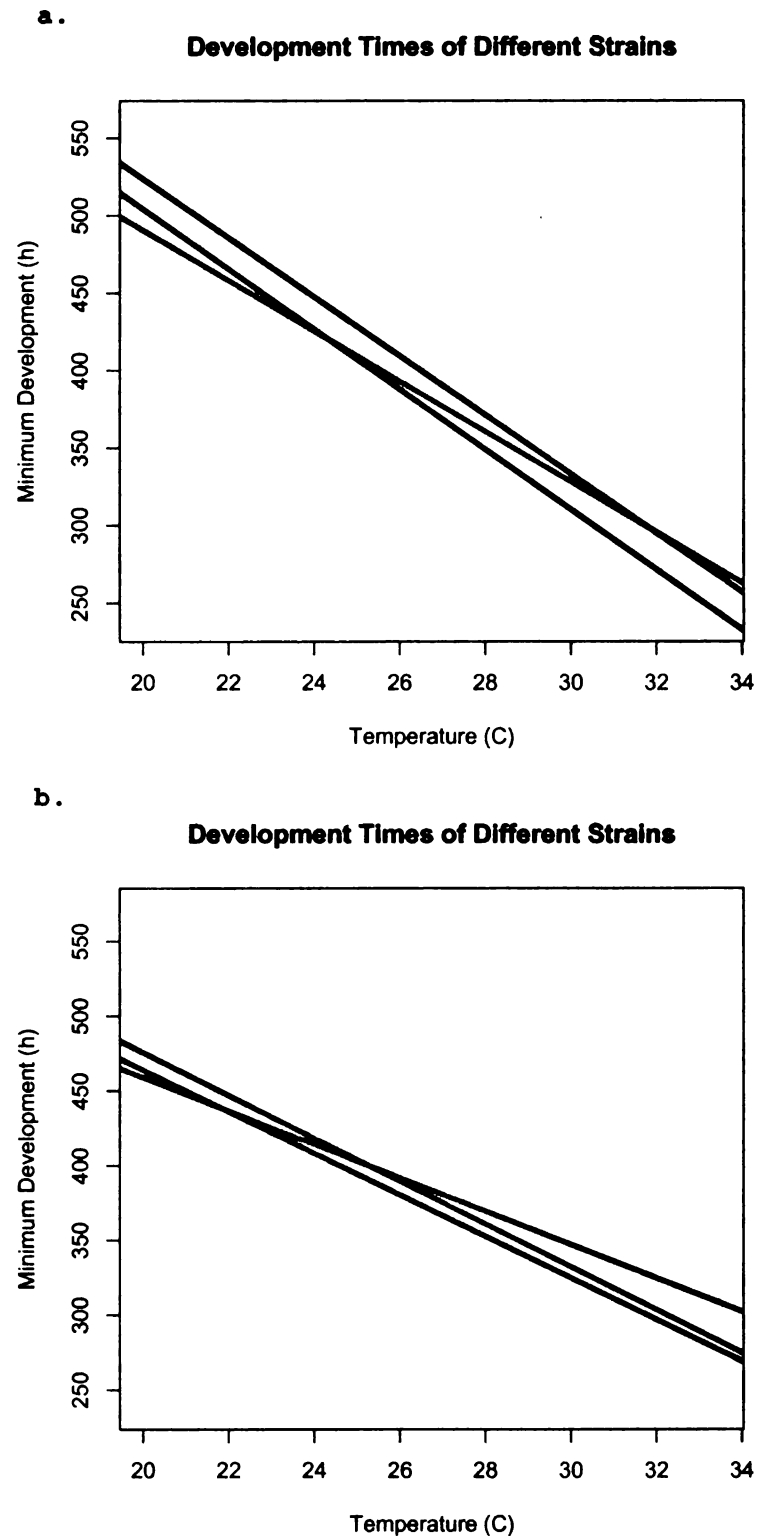 a.
Development Times of Different Strains
Minimum Development (h)
550
500
450
400
350
300
250
20 22 24 26 28 30 32 34
Temperature (C)
b.
Development Times of Different Strains
Minimum Development (h)
550
500
450
400
350
300
250
20 22 24 26 28 30 32 34
Temperature (C)